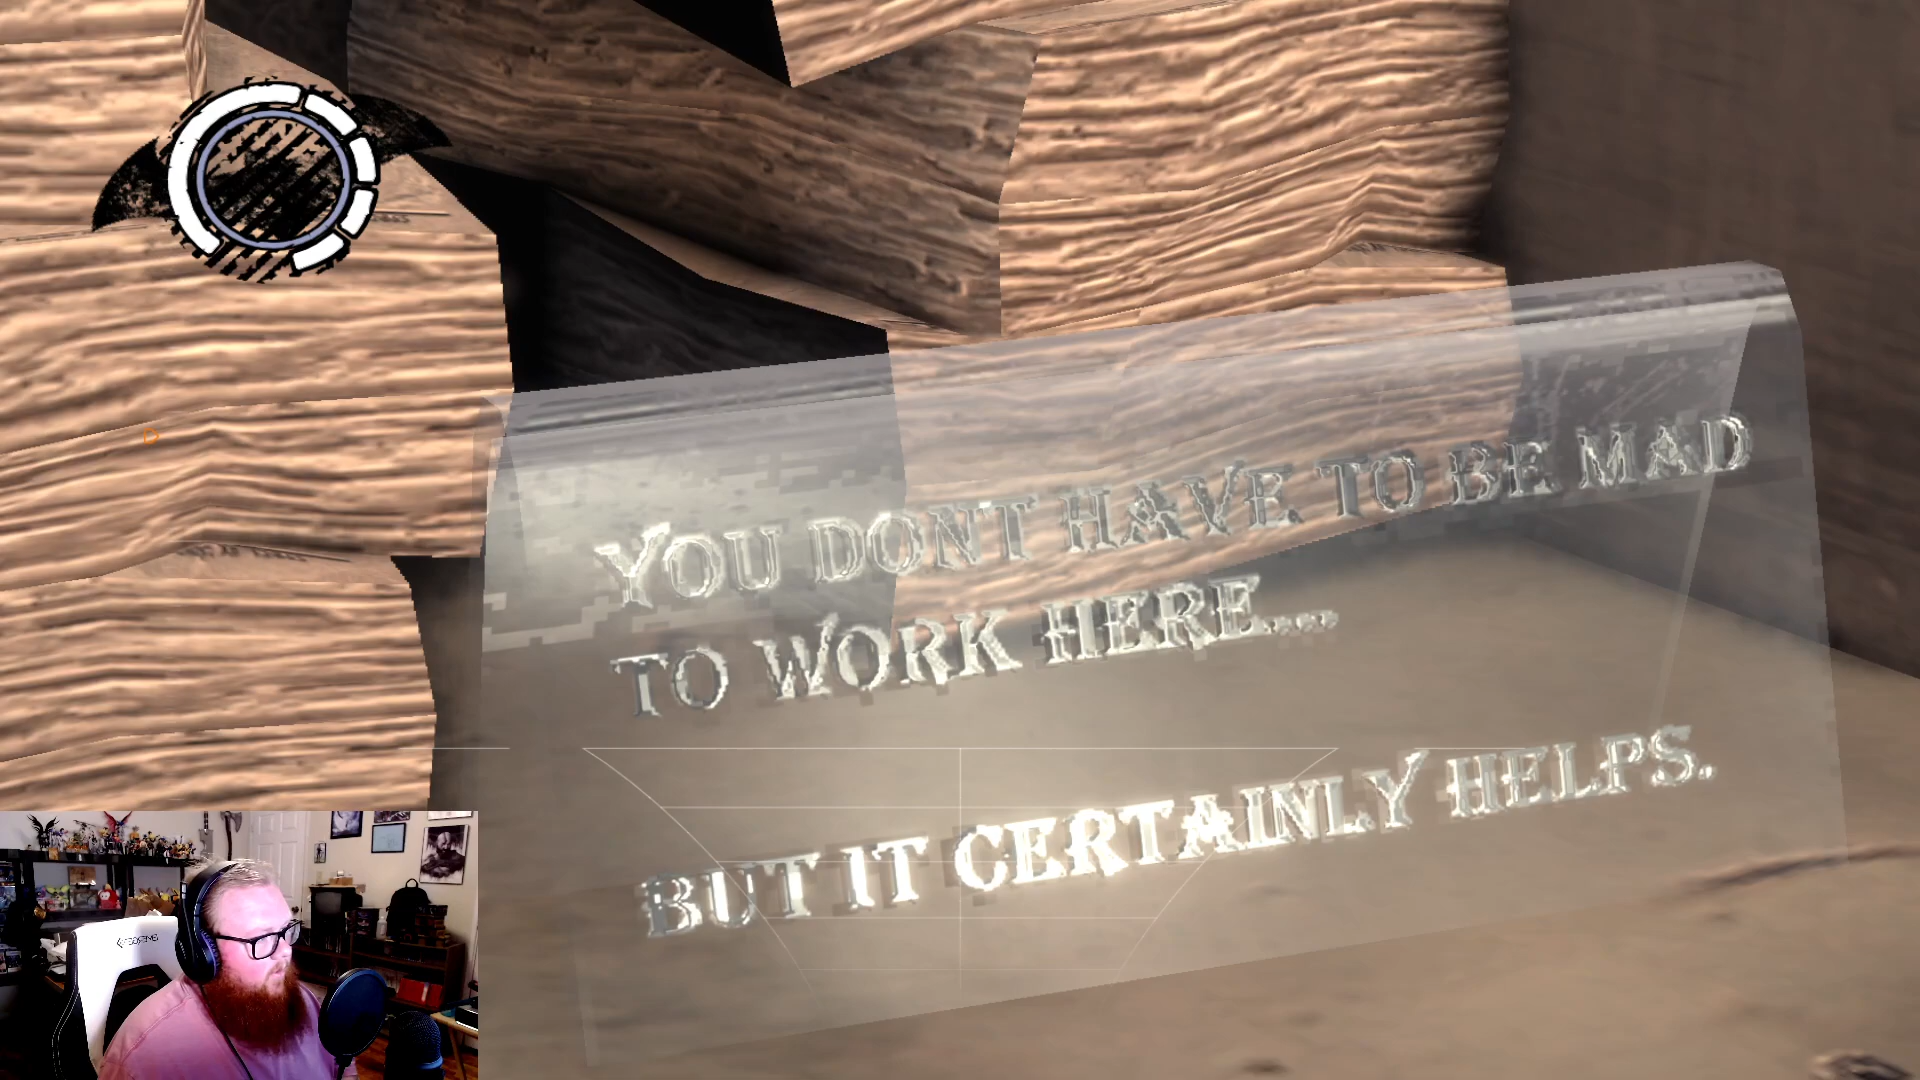 YOU DONT HAVE TO BE MAD
TO WORK HERE....
BUT IT CERTAINLY HELPS.